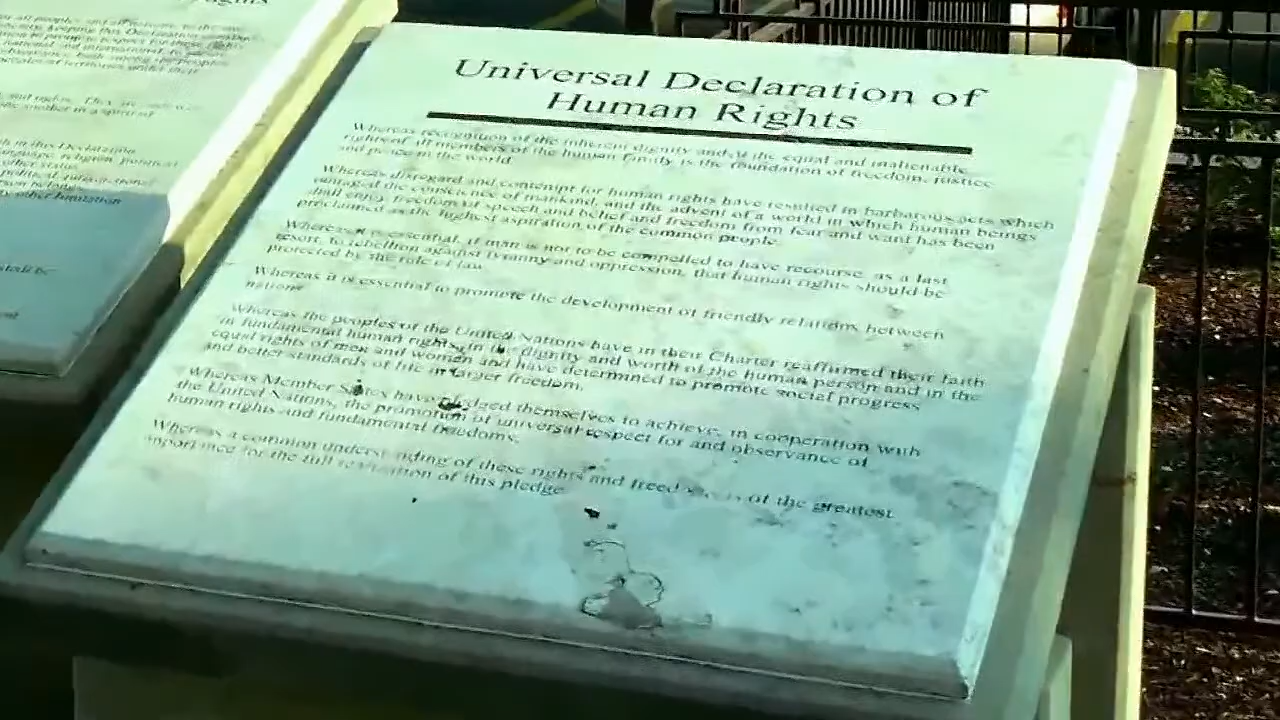 Universal Declaration of
Human Rights
Whereas recognition of the inherent dignity and of the equal and inalienable
rights of all members of the human family is the foundation of freedom, justice
and peace in the world.
Whereas disregard and contempt for human rights have resulted in barbarous acts which
outraged the conscience of mankind, and the advent of a world in which human beings
shall enjoy freedom of speech and belief and freedom from fear and want has been
proclaimed as the highest aspiration of the common people.
Whereas it is essential, if man is not to be compelled to have recourse, as a last
resort, to rebellion against tyranny and oppression, that human rights should be
protected by the rule of law
Whereas it is essential to promote the development of friendly relations between
nations
Whereas the peoples of the United Nations have in their Charter reaffirmed their faith
in fundamental human rights, in the dignity and worth of the human person and in the
equal rights of men and women and have determined to promote social progress
and better standards of life in larger freedom.
Whereas Member States have pledged themselves to achieve, in cooperation with
the United Nations, the promotion of universal respect for and observance of
human rights and fundamental freedoms.
Whereas a common understanding of these rights and freedoms is of the greatest
importance for the full realization of this pledge